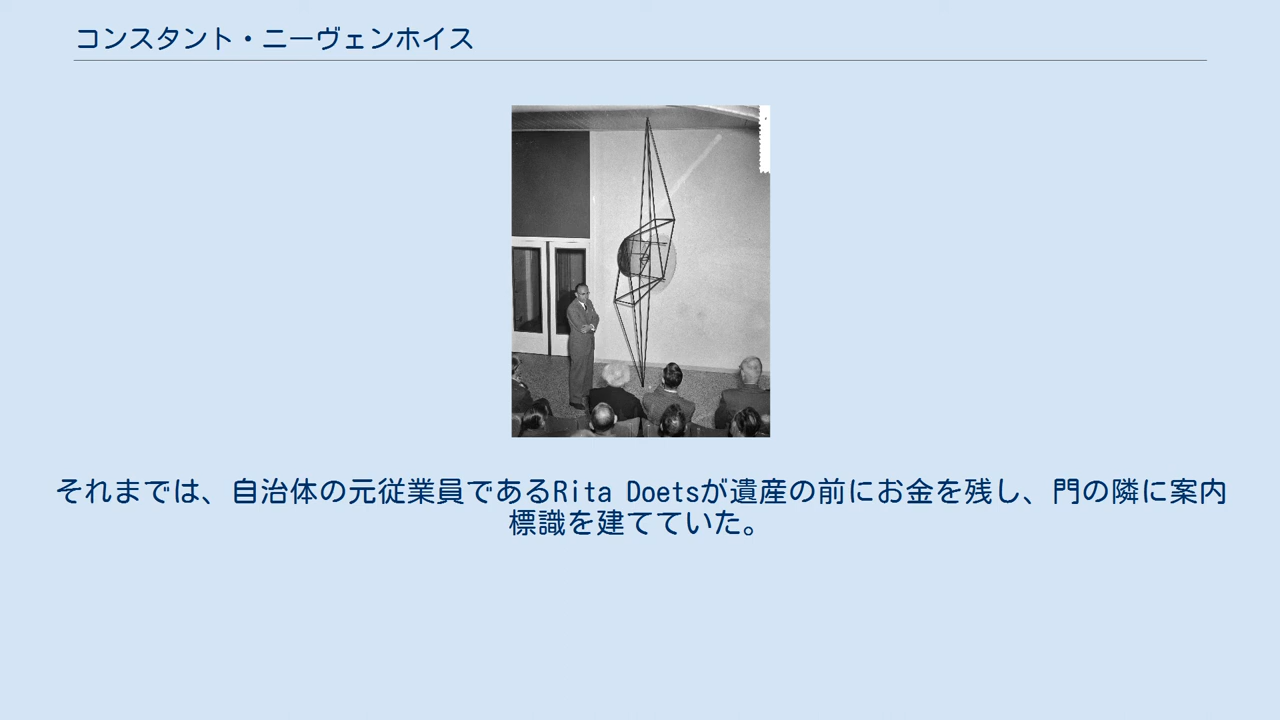 コンスタント・ニーヴェンホイス
それまでは、自治体の元従業員であるRita Doetsが遺産の前にお金を残し、門の隣に案内
標識を建てていた。